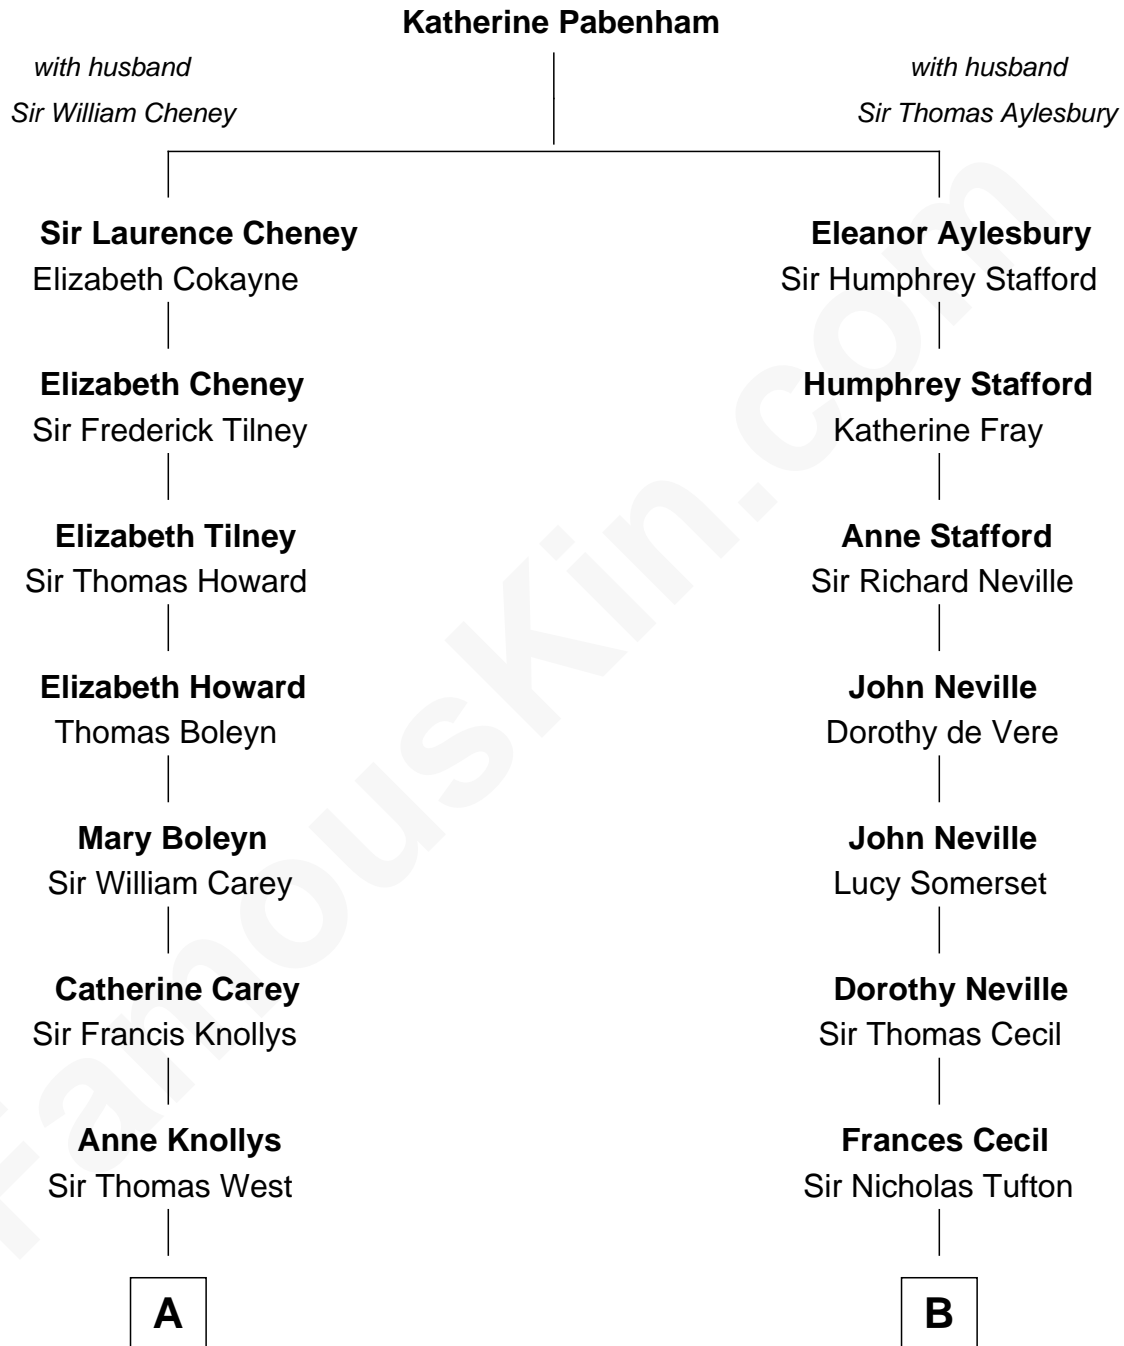 Katherine Pabenham
with husband
Sir William Cheney
with husband
Sir Thomas Aylesbury
Sir Laurence Cheney
Elizabeth Cokayne
Eleanor Aylesbury
Sir Humphrey Stafford
Elizabeth Cheney
Sir Frederick Tilney
Humphrey Stafford
Katherine Fray
Elizabeth Tilney
Sir Thomas Howard
Anne Stafford
Sir Richard Neville
Elizabeth Howard
Thomas Boleyn
John Neville
Dorothy de Vere
Mary Boleyn
Sir William Carey
John Neville
Lucy Somerset
Catherine Carey
Sir Francis Knollys
Dorothy Neville
Sir Thomas Cecil
Anne Knollys
Sir Thomas West
Frances Cecil
Sir Nicholas Tufton
A
B
FamousKin.com